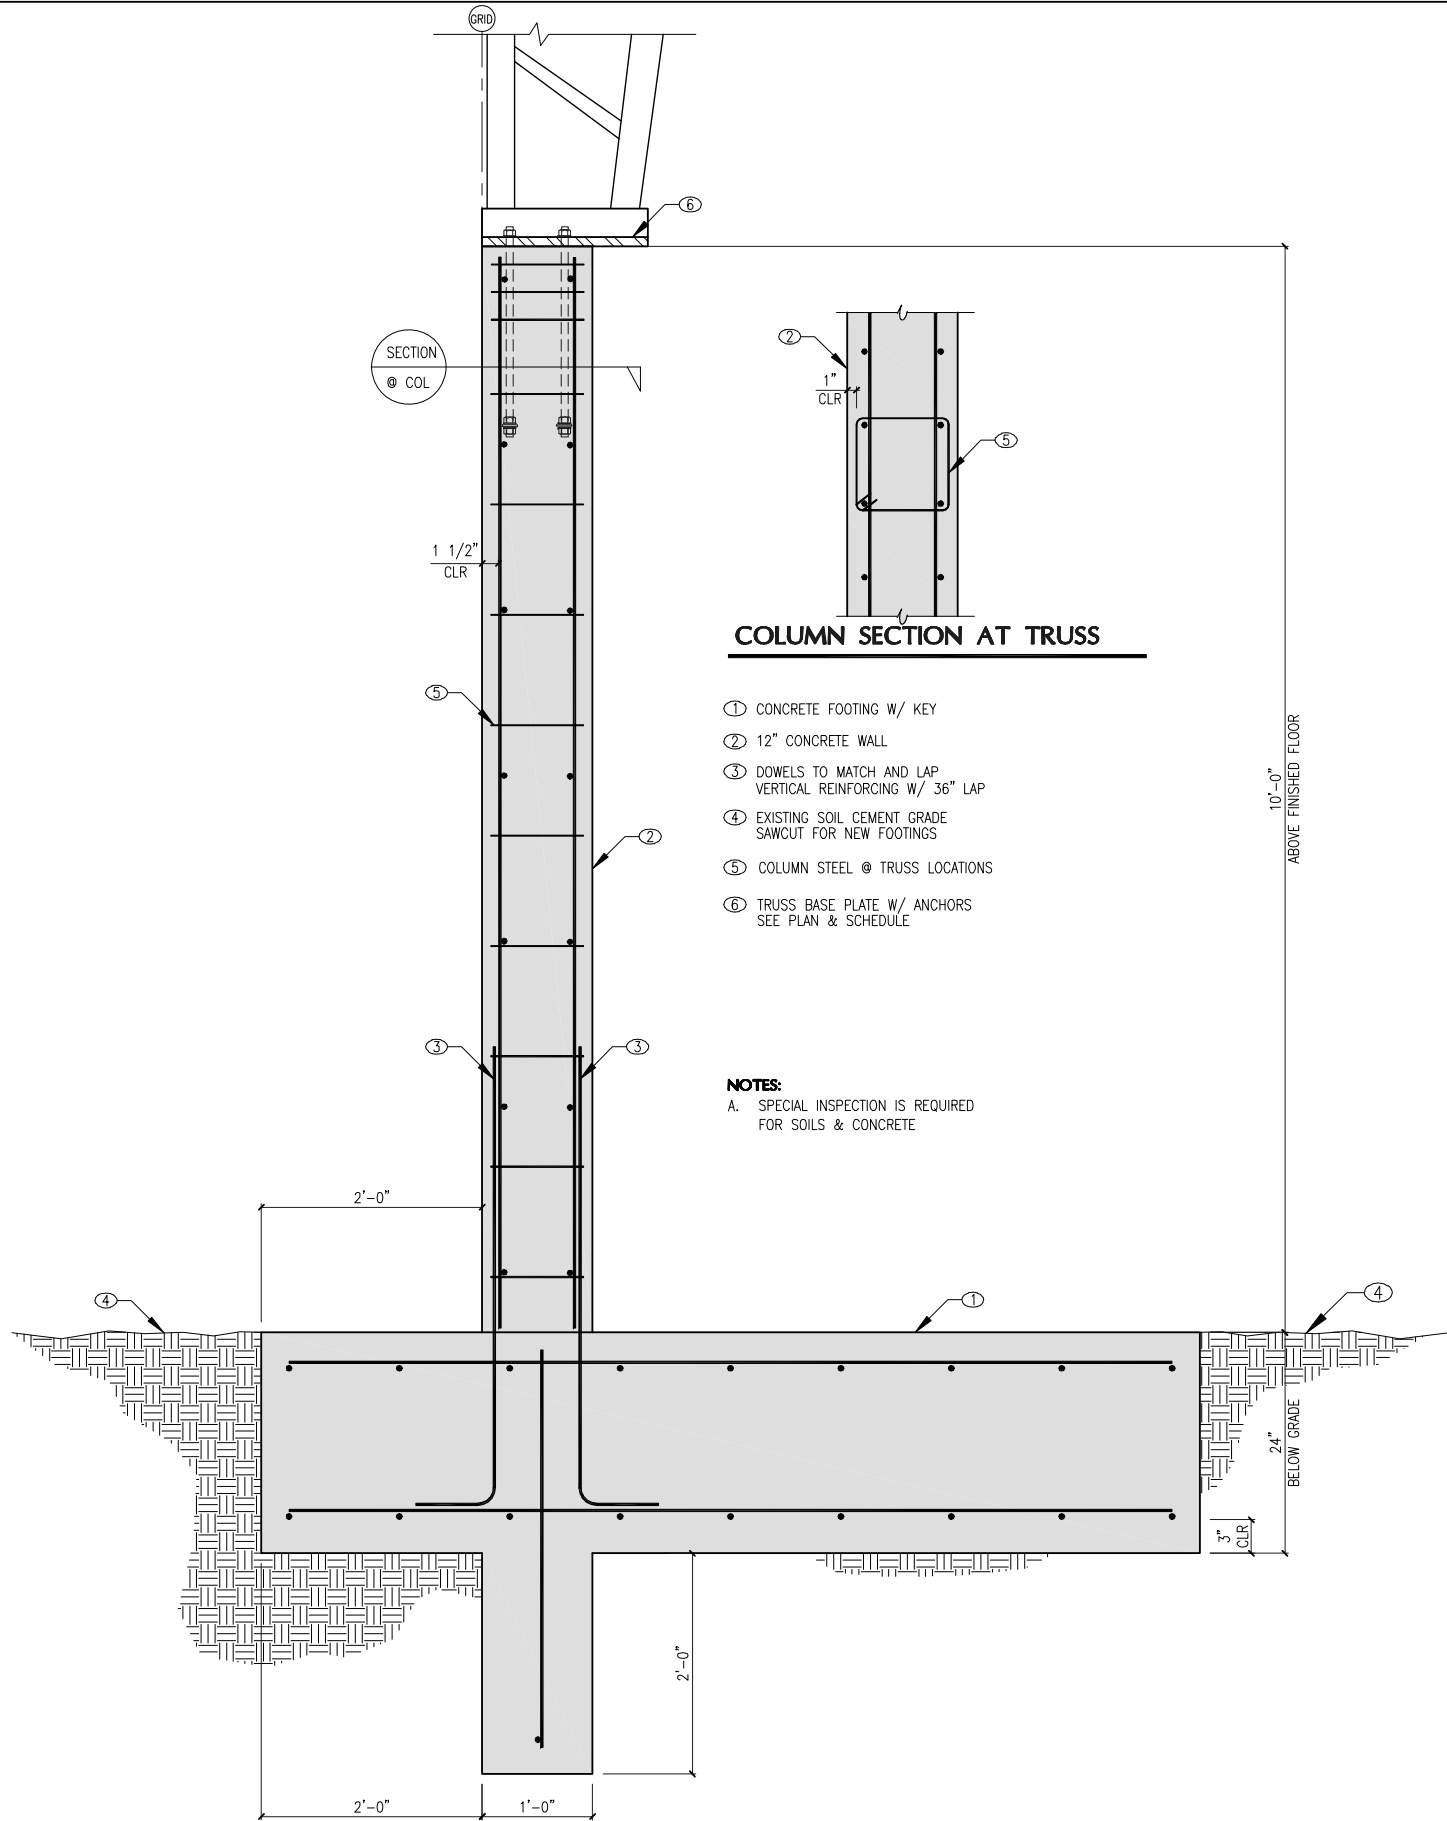 GRID
6
SECTION
@ COL
2
1"
CLR
5
1 1/2"
CLR
COLUMN SECTION AT TRUSS
5
1 CONCRETE FOOTING W/ KEY
2 12" CONCRETE WALL
3 DOWELS TO MATCH AND LAP
VERTICAL REINFORCING W/ 36" LAP
4 EXISTING SOIL CEMENT GRADE
SAWCUT FOR NEW FOOTINGS
5 COLUMN STEEL @ TRUSS LOCATIONS
6 TRUSS BASE PLATE W/ ANCHORS
SEE PLAN & SCHEDULE
10'-0"
ABOVE FINISHED FLOOR
2
3
3
NOTES:
A. SPECIAL INSPECTION IS REQUIRED
FOR SOILS & CONCRETE
2'-0"
4
1
4
24"
BELOW GRADE
3"
CLR
2'-0"
2'-0"
1'-0"